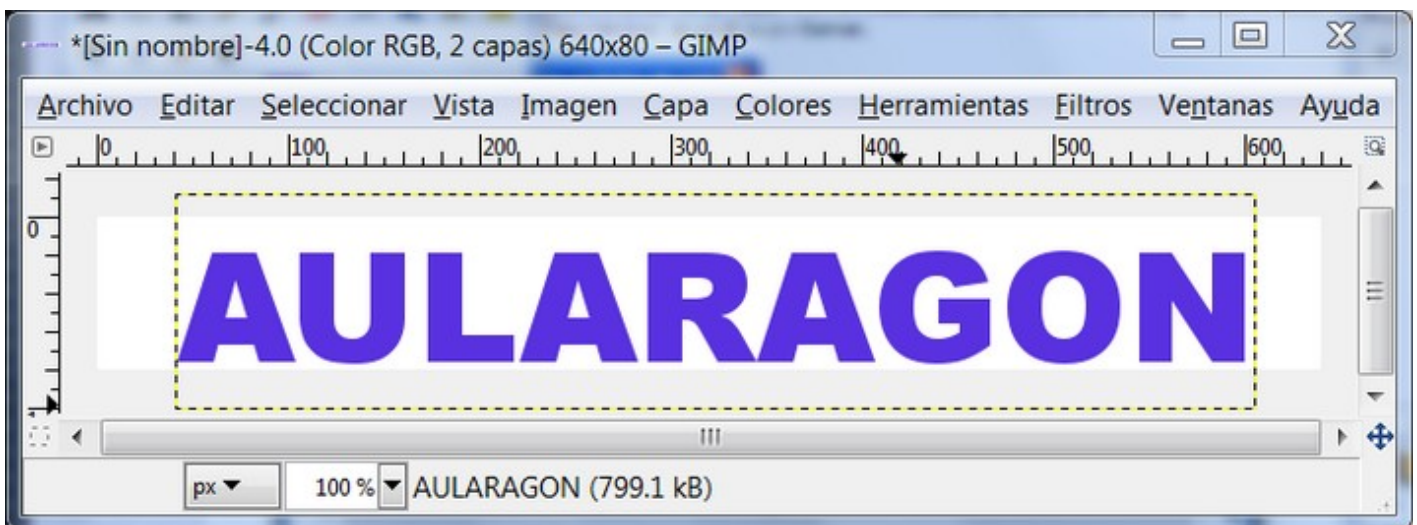 *[Sin nombre]-4.0 (Color RGB, 2 capas) 640x80 – GIMP
Archivo Editar Seleccionar Vista Imagen Capa Colores Herramientas Filtros Ventanas Ayuda
0 100 200 300 400 500 600
0
AULARAGON
px 100 % AULARAGON (799.1 kB)